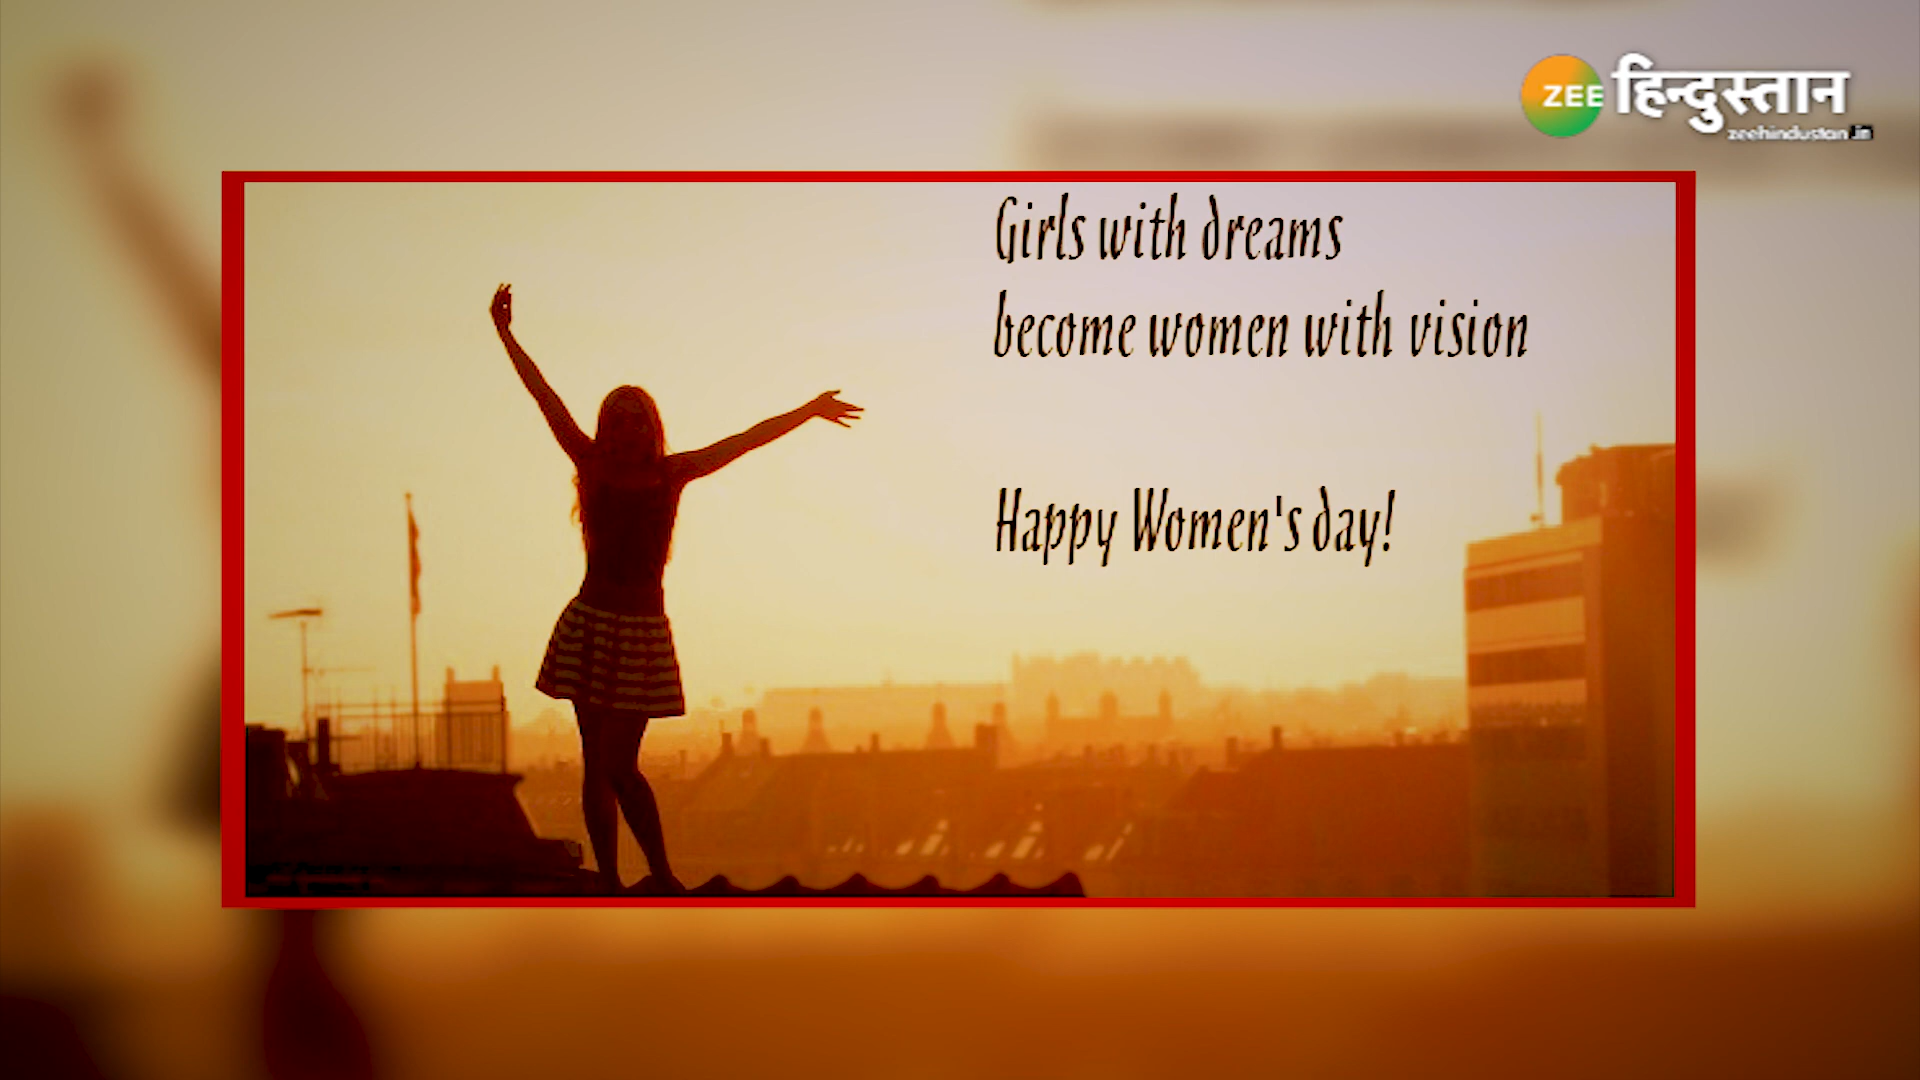 ZEE हिन्दुस्तान
zeehindustan.in
Girls with dreams
become women with vision
Happy Women's day!